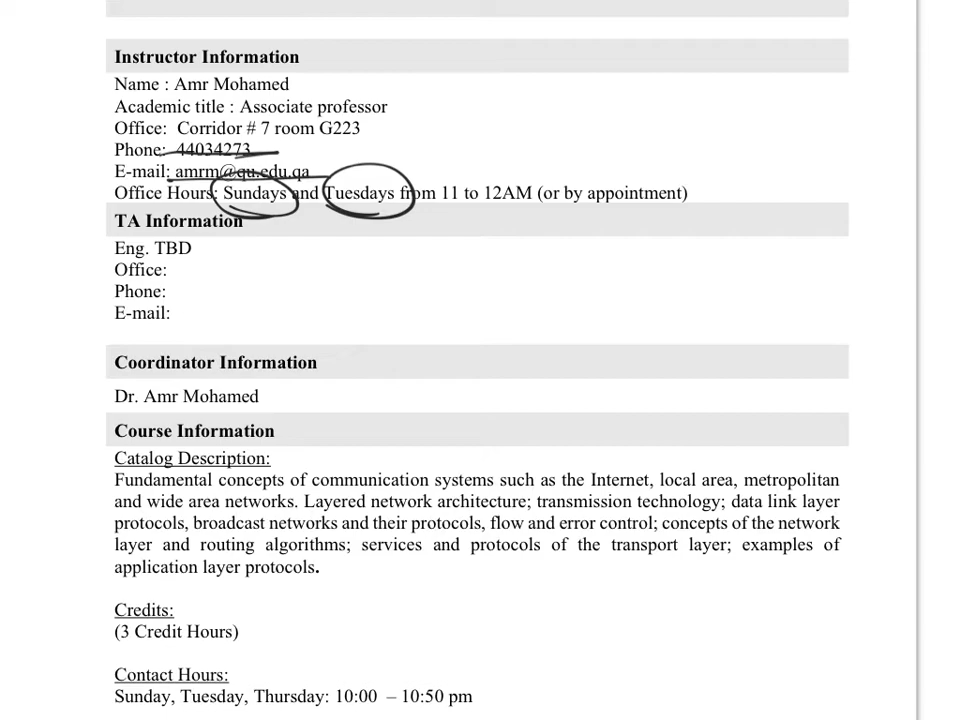 Instructor Information
Name : Amr Mohamed
Academic title : Associate professor
Office: Corridor # 7 room G223
Phone: 44034273
E-mail: amrm@qu.edu.qa
Office Hours: Sundays and Tuesdays from 11 to 12AM (or by appointment)
TA Information
Eng. TBD
Office:
Phone:
E-mail:
Coordinator Information
Dr. Amr Mohamed
Course Information
Catalog Description:
Fundamental concepts of communication systems such as the Internet, local area, metropolitan
and wide area networks. Layered network architecture; transmission technology; data link layer
protocols, broadcast networks and their protocols, flow and error control; concepts of the network
layer and routing algorithms; services and protocols of the transport layer; examples of
application layer protocols.
Credits:
(3 Credit Hours)
Contact Hours:
Sunday, Tuesday, Thursday: 10:00 – 10:50 pm